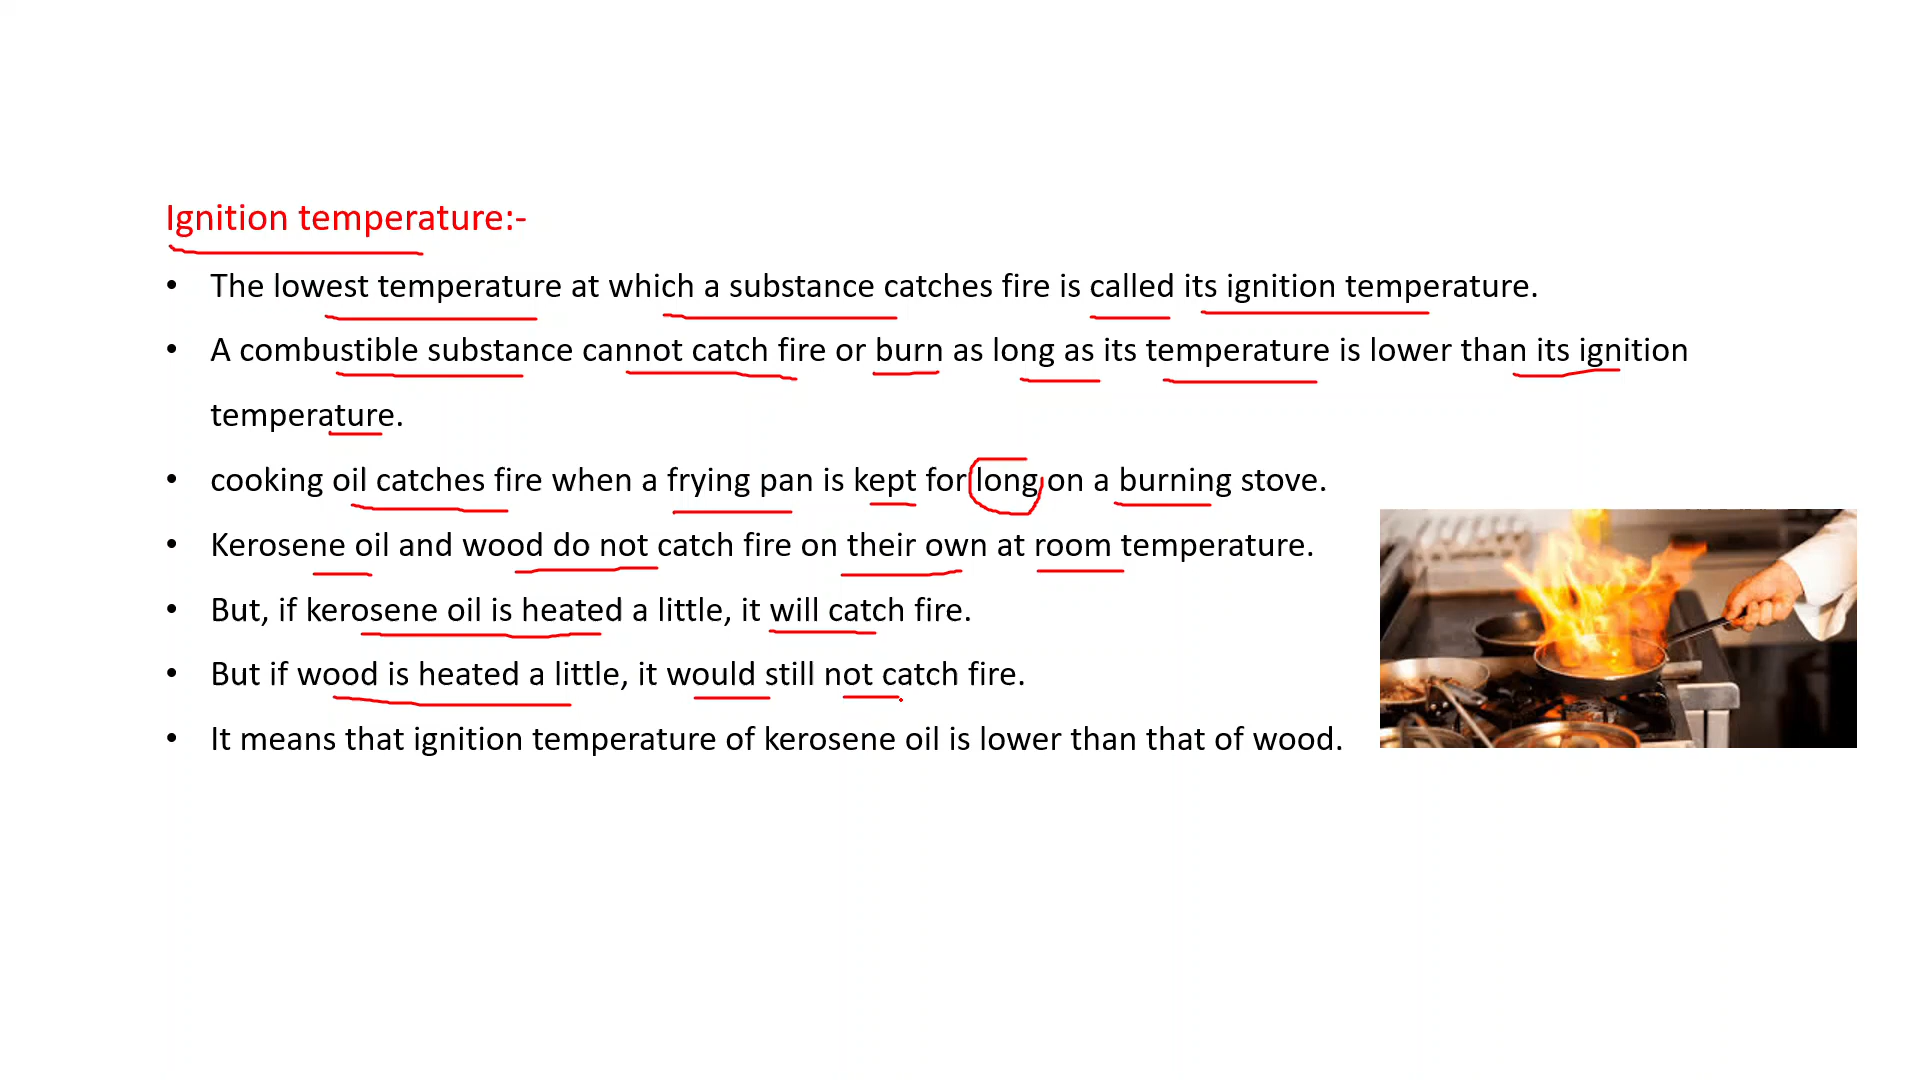 Ignition temperature:-
• The lowest temperature at which a substance catches fire is called its ignition temperature.
• A combustible substance cannot catch fire or burn as long as its temperature is lower than its ignition
temperature.
• cooking oil catches fire when a frying pan is kept for long on a burning stove.
• Kerosene oil and wood do not catch fire on their own at room temperature.
• But, if kerosene oil is heated a little, it will catch fire.
• But if wood is heated a little, it would still not catch fire.
• It means that ignition temperature of kerosene oil is lower than that of wood.